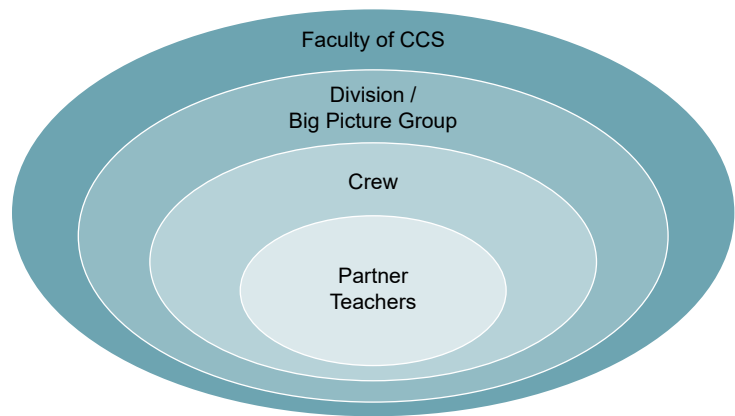 Faculty of CCS
Division /
Big Picture Group
Crew
Partner
Teachers